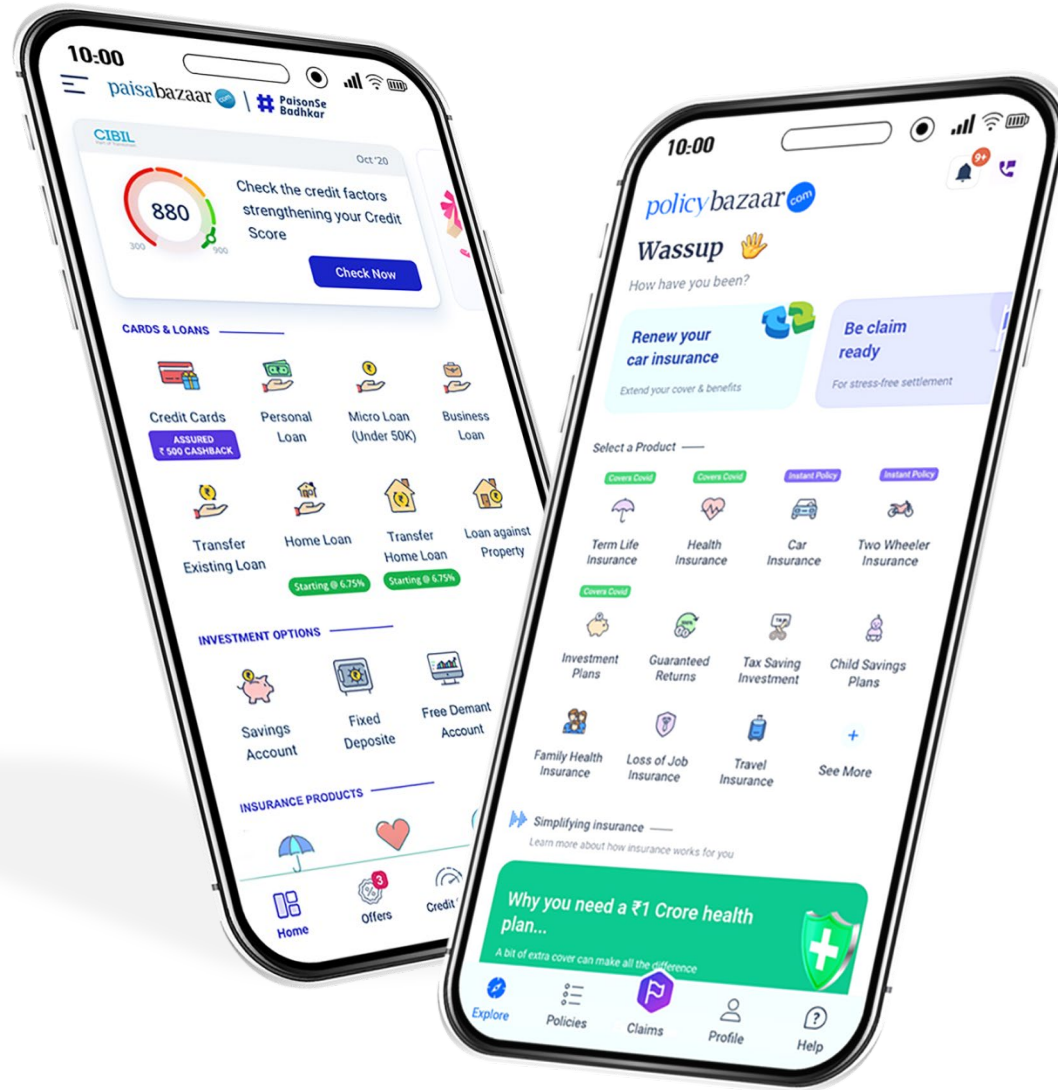 10:00
paisabazaar com | # PaisonSe
Badhkar
CIBIL
Oct '20
880
300
900
Check the credit factors
strengthening your Credit
Score
Check Now
CARDS & LOANS
Credit Cards
ASSURED
₹ 500 CASHBACK
Personal
Loan
Micro Loan
(Under 50K)
Business
Loan
Transfer
Existing Loan
Home Loan
Starting @ 6.75%
Transfer
Home Loan
Starting @ 6.75%
Loan against
Property
INVESTMENT OPTIONS
Savings
Account
Fixed
Deposite
Free Demant
Account
INSURANCE PRODUCTS
Home
3
Offers
Credit
10:00
9+
policybazaar com
Wassup
How have you been?
Renew your
car insurance
Extend your cover & benefits
Be claim
ready
For stress-free settlement
Select a Product
Covers Covid
Term Life
Insurance
Covers Covid
Health
Insurance
Instant Policy
Car
Insurance
Instant Policy
Two Wheeler
Insurance
Covers Covid
Investment
Plans
Guaranteed
Returns
Tax Saving
Investment
Child Savings
Plans
Family Health
Insurance
Loss of Job
Insurance
Travel
Insurance
+
See More
Simplifying insurance
Learn more about how insurance works for you
Why you need a ₹1 Crore health
plan...
A bit of extra cover can make all the difference
Explore
Policies
Claims
Profile
?
Help